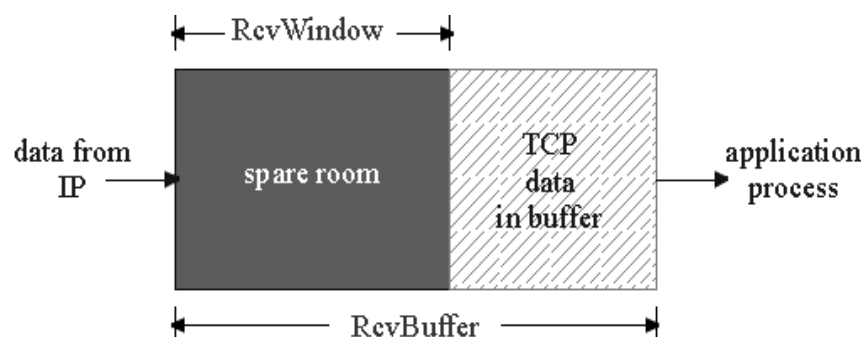 RcvWindow
data from
IP
spare room
TCP
data
in buffer
application
process
RcvBuffer